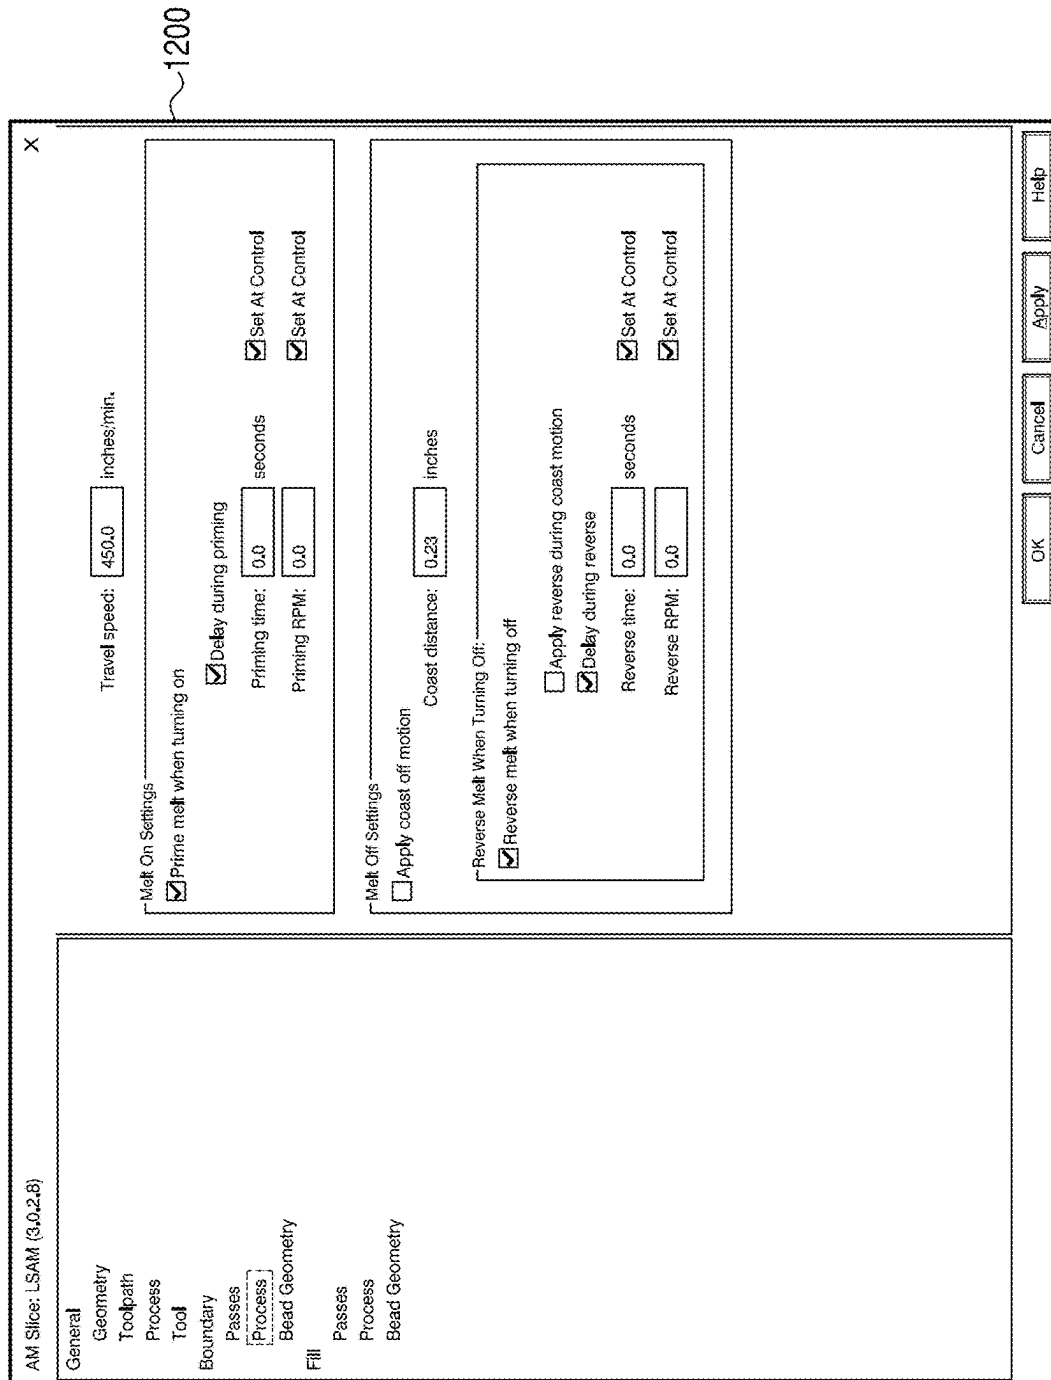 1200
AM Slice: LSAM (3.0.2.8)
X
General
Geometry
Toolpath
Process
Tool
Boundary
Passes
Process
Bead Geometry
Fill
Passes
Process
Bead Geometry
Travel speed: 450.0 inches/min.
Melt On Settings
Prime melt when turning on
Delay during priming
Priming time: 0.0 seconds Set At Control
Priming RPM: 0.0 Set At Control
Melt Off Settings
Apply coast off motion
Coast distance: 0.23 inches
Reverse Melt When Turning Off:
Reverse melt when turning off
Apply reverse during coast motion
Delay during reverse
Reverse time: 0.0 seconds Set At Control
Reverse RPM: 0.0 Set At Control
OK Cancel Apply Help